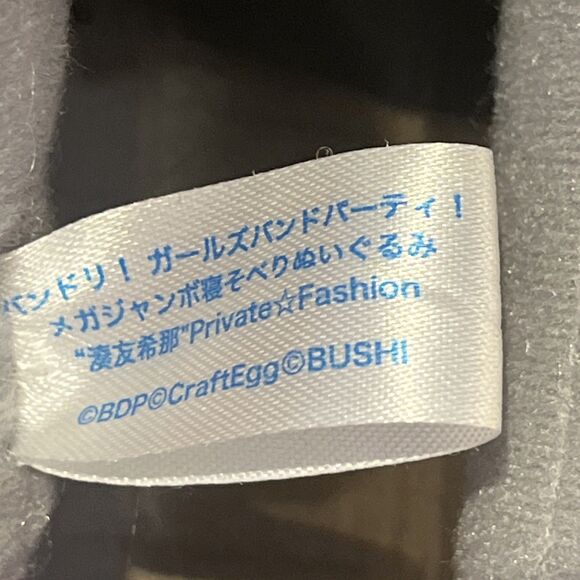 バンドリ！ ガールズバンドパーティ！
メガジャンボ寝そべりぬいぐるみ
“湊友希那”Private☆Fashion
©BDP©CraftEgg©BUSHI